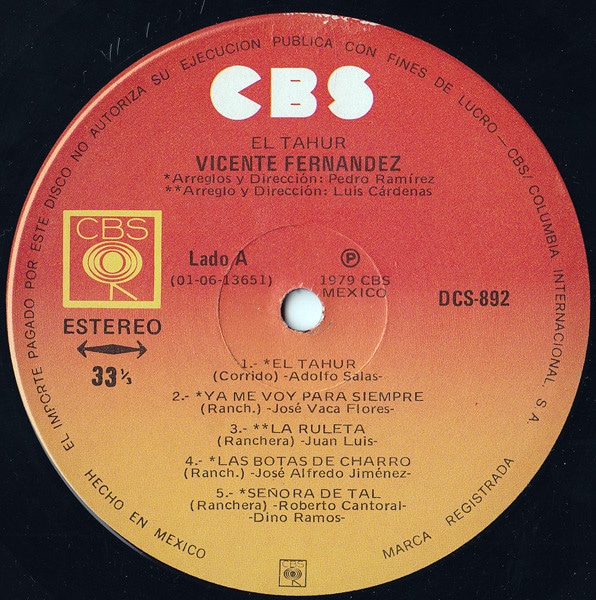 EL IMPORTE PAGADO POR ESTE DISCO NO AUTORIZA SU EJECUCION PUBLICA CON FINES DE LUCRO — CBS/COLUMBIA INTERNACIONAL, S.A.
CBS
EL TAHUR
VICENTE FERNANDEZ
*Arreglos y Dirección: Pedro Ramírez
**Arreglo y Dirección: Luis Cárdenas
CBS
Lado A
(01-06-13651)
Ⓟ
1979 CBS
MEXICO
DCS-892
ESTEREO
33 1/3
1.- *EL TAHUR
(Corrido) -Adolfo Salas-
2.- *YA ME VOY PARA SIEMPRE
(Ranch.) -José Vaca Flores-
3.- **LA RULETA
(Ranchera) -Juan Luis-
4.- *LAS BOTAS DE CHARRO
(Ranch.) -José Alfredo Jiménez-
5.- *SEÑORA DE TAL
(Ranchera) -Roberto Cantoral-
-Dino Ramos-
HECHO EN MEXICO
MARCA REGISTRADA
CBS